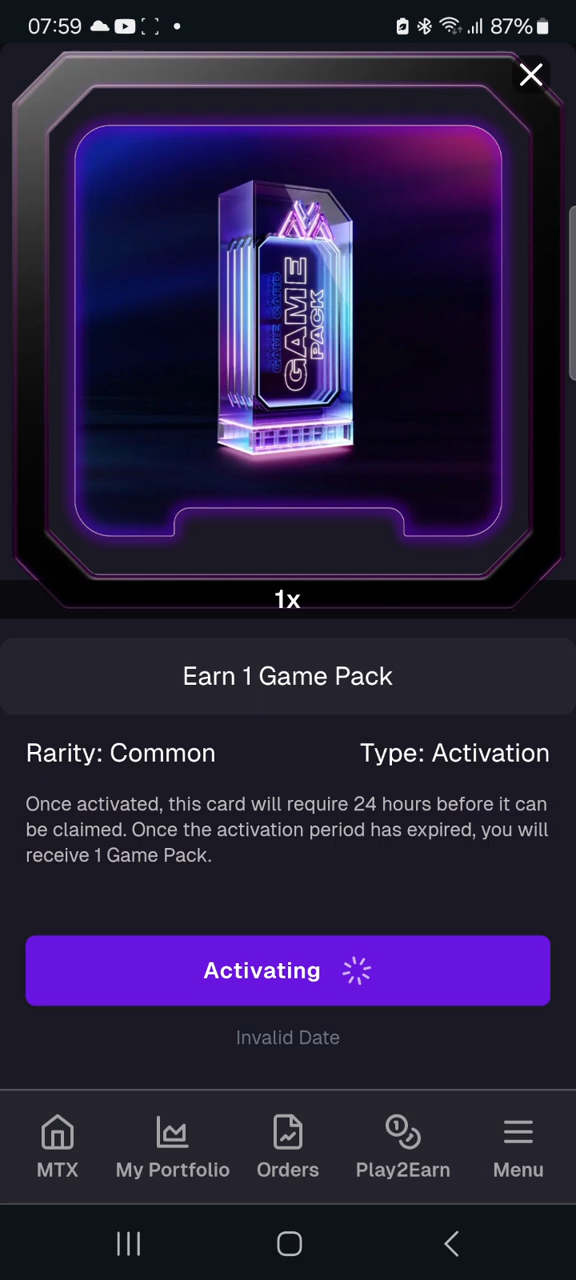 07:59
87%
GAME CARD
GAME
PACK
1x
Earn 1 Game Pack
Rarity: Common
Type: Activation
Once activated, this card will require 24 hours before it can
be claimed. Once the activation period has expired, you will
receive 1 Game Pack.
Activating
Invalid Date
MTX
My Portfolio
Orders
Play2Earn
Menu